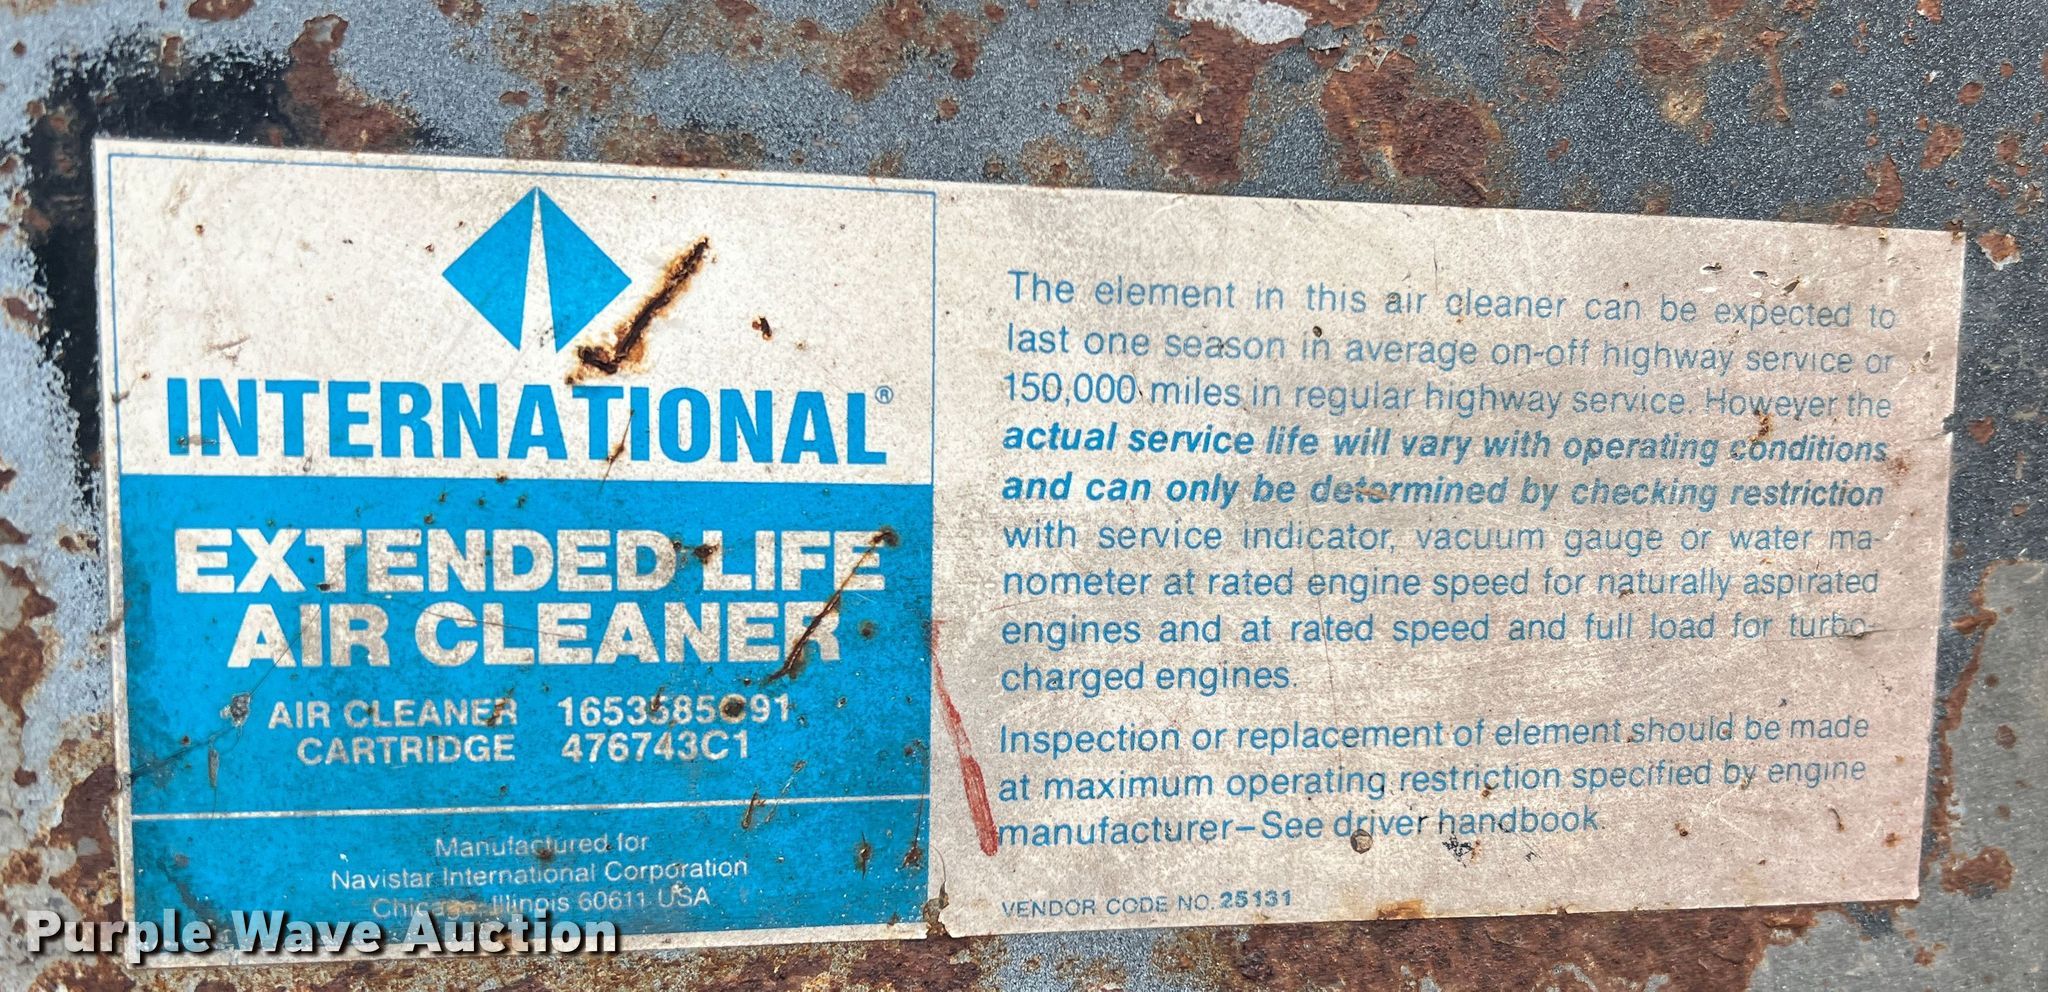 INTERNATIONAL®
EXTENDED LIFE
AIR CLEANER
AIR CLEANER 1653585C91
CARTRIDGE 476743C1
Manufactured for
Navistar International Corporation
Chicago, Illinois 60611 USA
The element in this air cleaner can be expected to
last one season in average on-off highway service or
150,000 miles in regular highway service. However the
actual service life will vary with operating conditions
and can only be determined by checking restriction
with service indicator, vacuum gauge or water ma-
nometer at rated engine speed for naturally aspirated
engines and at rated speed and full load for turbo-
charged engines.
Inspection or replacement of element should be made
at maximum operating restriction specified by engine
manufacturer–See driver handbook.
VENDOR CODE NO. 25131
Purple Wave Auction